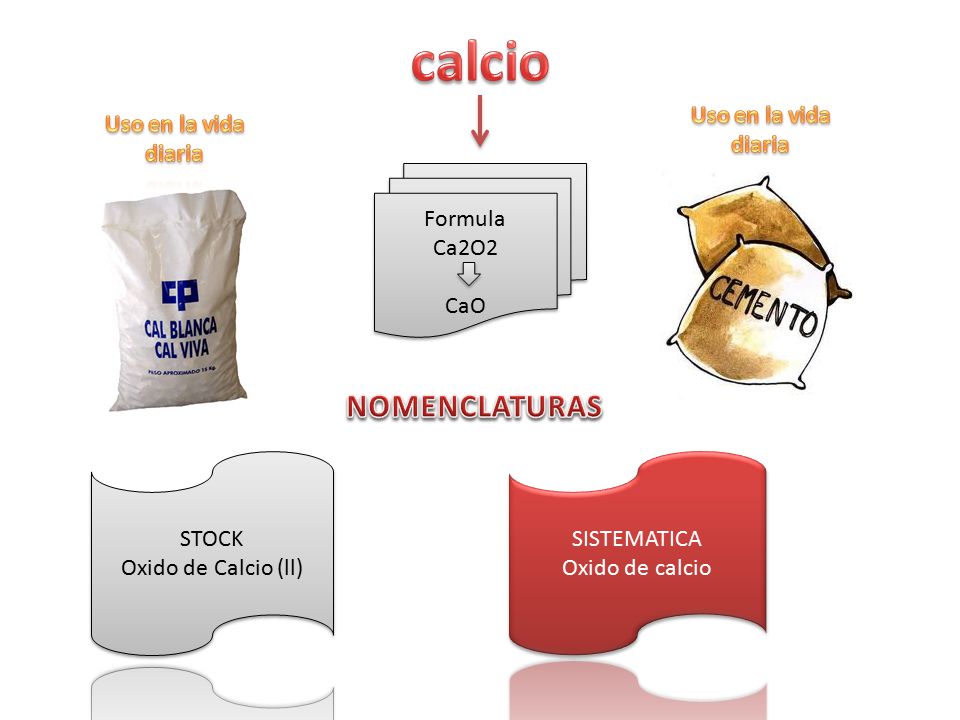 calcio
Uso en la vida
diaria
Uso en la vida
diaria
Formula
Ca2O2
CaO
cp
CAL BLANCA
CAL VIVA
PESO APROXIMADO 15 Kg.
CEMENTO
NOMENCLATURAS
STOCK
Oxido de Calcio (ll)
SISTEMATICA
Oxido de calcio